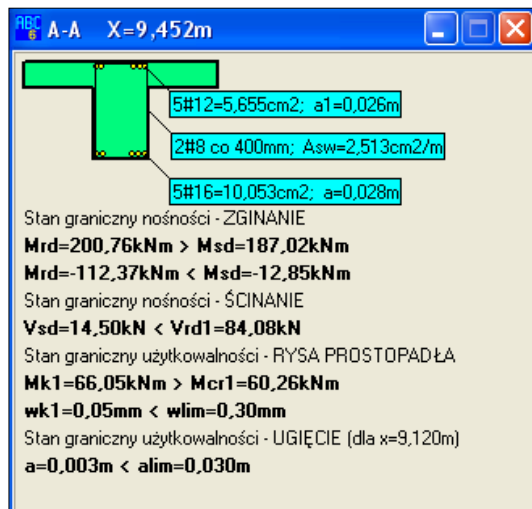 ABC 6 A-A X=9,452m
5#12=5,655cm2; a1=0,026m
2#8 co 400mm; Asw=2,513cm2/m
5#16=10,053cm2; a=0,028m
Stan graniczny nośności - ZGINANIE
Mrd=200,76kNm > Msd=187,02kNm
Mrd=-112,37kNm < Msd=-12,85kNm
Stan graniczny nośności - ŚCINANIE
Vsd=14,50kN < Vrd1=84,08kN
Stan graniczny użytkowalności - RYSA PROSTOPADŁA
Mk1=66,05kNm > Mcr1=60,26kNm
wk1=0,05mm < wlim=0,30mm
Stan graniczny użytkowalności - UGIĘCIE (dla x=9,120m)
a=0,003m < alim=0,030m